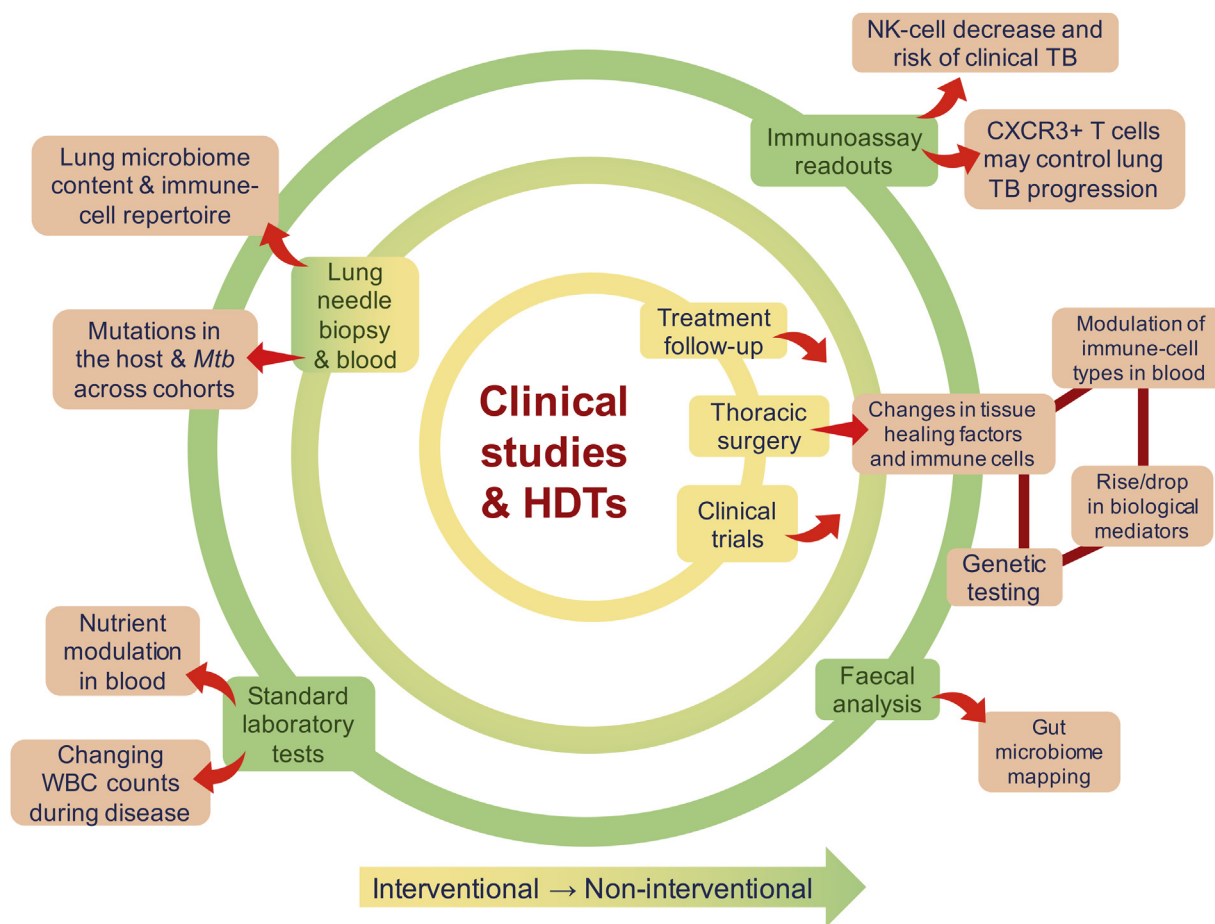 NK-cell decrease and
risk of clinical TB
Immunoassay
readouts
CXCR3+ T cells
may control lung
TB progression
Lung microbiome
content & immune-
cell repertoire
Lung
needle
biopsy
& blood
Mutations in
the host & Mtb
across cohorts
Treatment
follow-up
Modulation of
immune-cell
types in blood
Clinical
studies
& HDTs
Thoracic
surgery
Changes in tissue
healing factors
and immune cells
Rise/drop
in biological
mediators
Clinical
trials
Genetic
testing
Nutrient
modulation
in blood
Standard
laboratory
tests
Changing
WBC counts
during disease
Faecal
analysis
Gut
microbiome
mapping
Interventional → Non-interventional